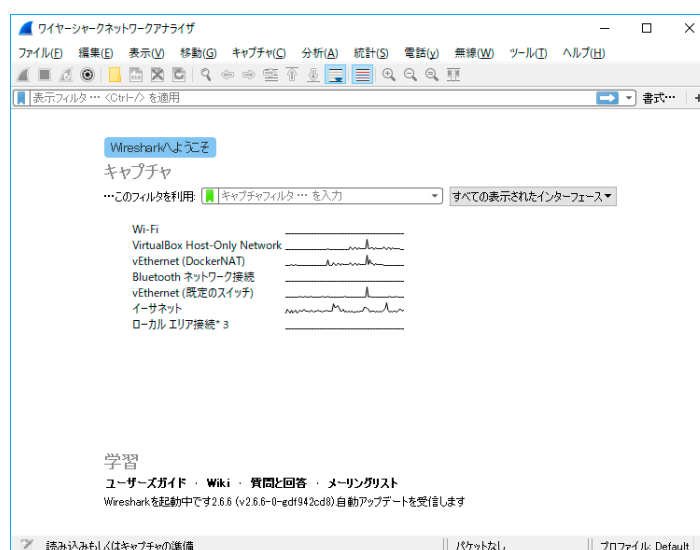 ワイヤーシャークネットワークアナライザ
ファイル(F) 編集(E) 表示(V) 移動(G) キャプチャ(C) 分析(A) 統計(S) 電話(y) 無線(W) ツール(T) ヘルプ(H)
表示フィルタ … <Ctrl-/> を適用 書式… +
Wiresharkへようこそ
キャプチャ
…このフィルタを利用: キャプチャフィルタ … を入力 すべての表示されたインターフェース
Wi-Fi
VirtualBox Host-Only Network
vEthernet (DockerNAT)
Bluetooth ネットワーク接続
vEthernet (既定のスイッチ)
イーサネット
ローカル エリア接続* 3
学習
ユーザーズガイド · Wiki · 質問と回答 · メーリングリスト
Wiresharkを起動中です2.6.6 (v2.6.6-0-gdf942cd8).自動アップデートを受信します
読み込みもしくはキャプチャの準備 パケットなし プロファイル: Default